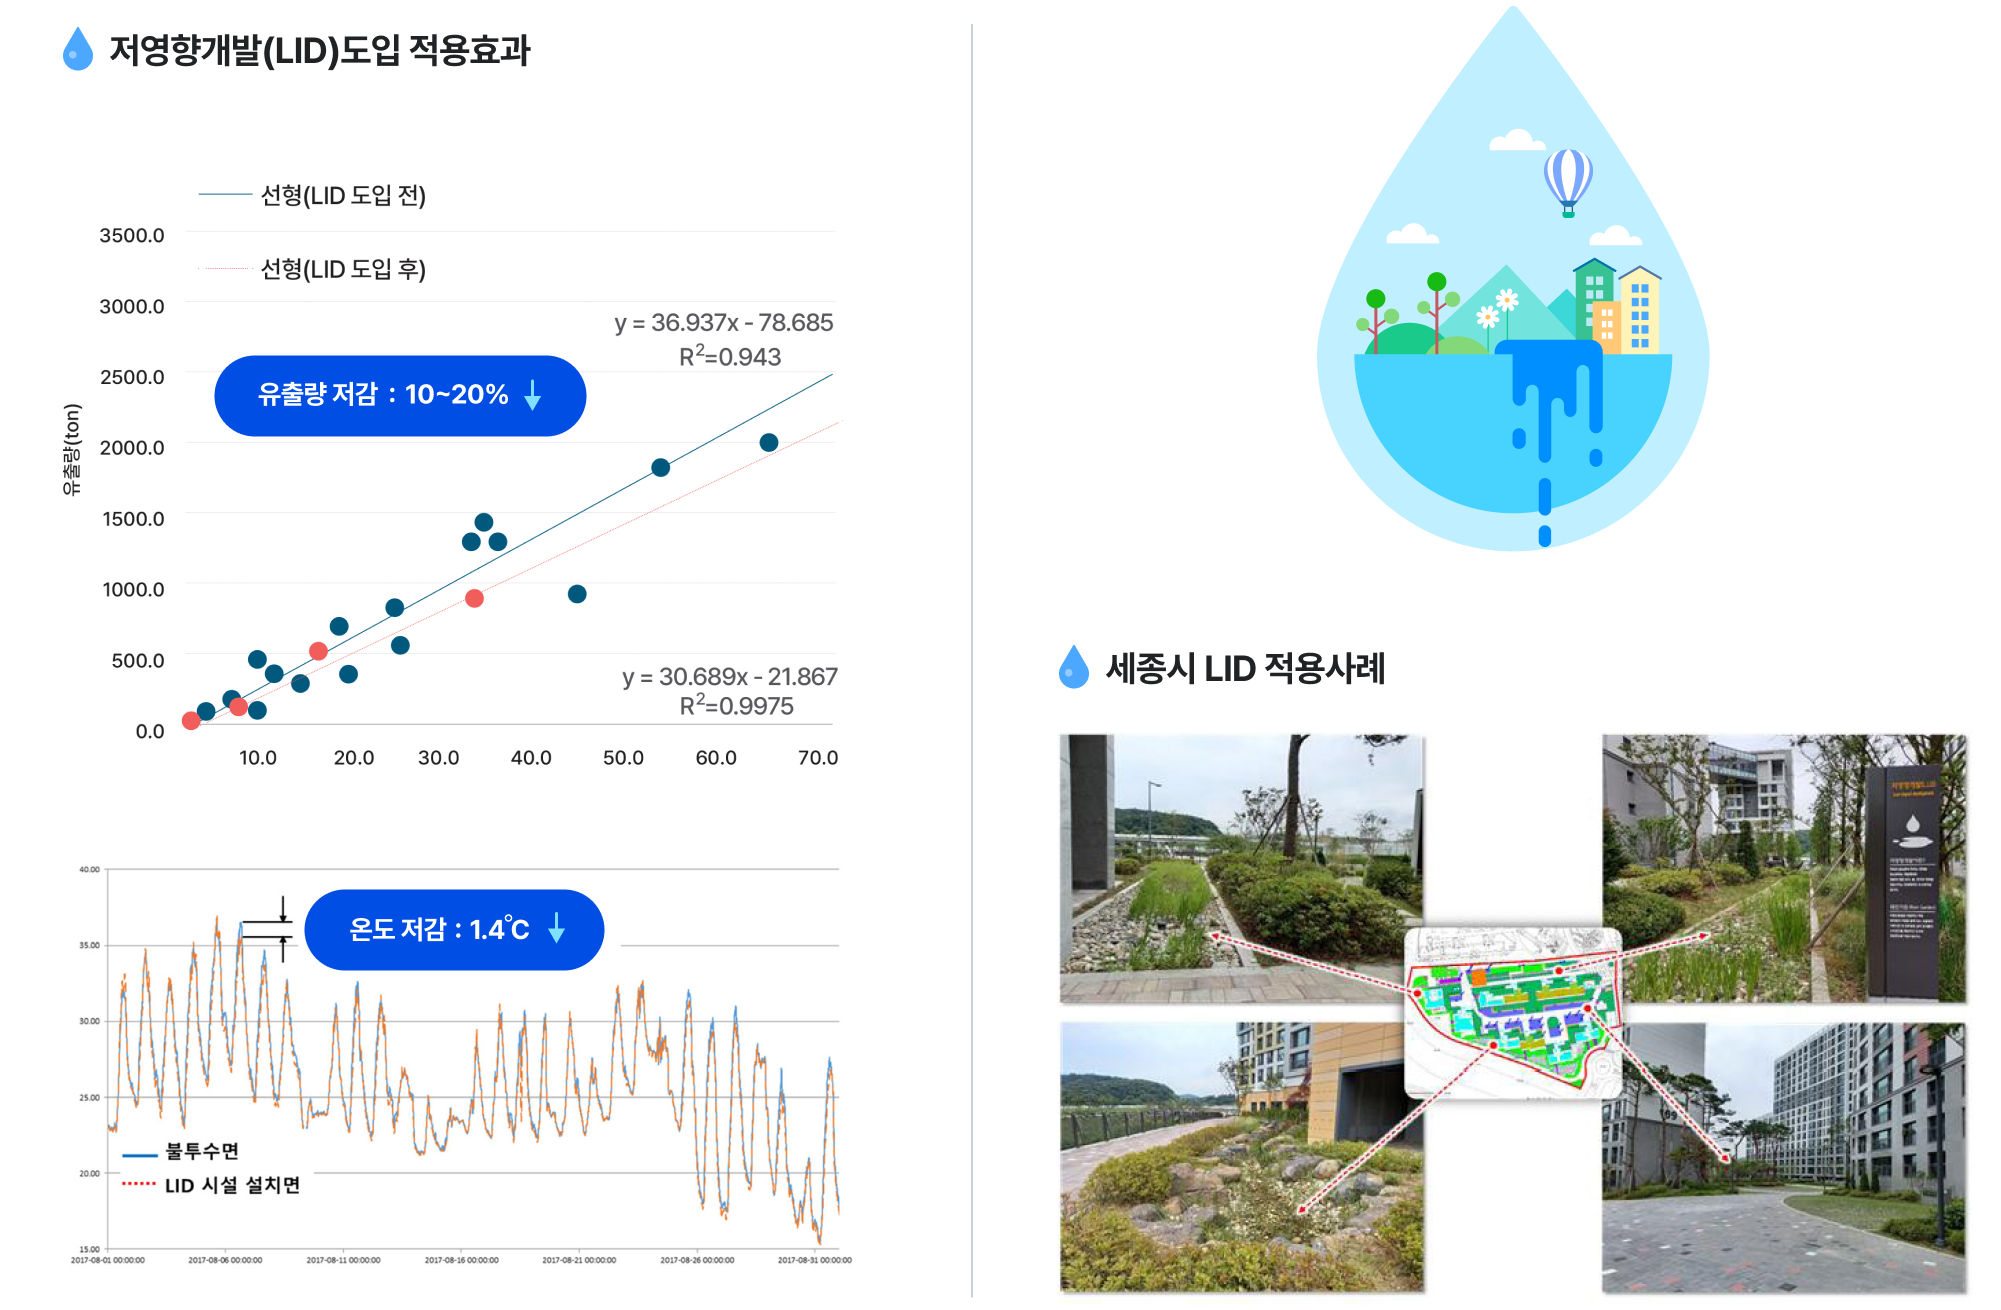 저영향개발(LID)도입 적용효과
선형(LID 도입 전)
선형(LID 도입 후)
유출량(ton)
3500.0
3000.0
2500.0
2000.0
1500.0
1000.0
500.0
0.0
y = 36.937x - 78.685
R²=0.943
유출량 저감 : 10~20%
y = 30.689x - 21.867
R²=0.9975
10.0 20.0 30.0 40.0 50.0 60.0 70.0
40.00
35.00
30.00
25.00
20.00
15.00
온도 저감 : 1.4℃
불투수면
LID 시설 설치면
2017-08-01 00:00:00 2017-08-06 00:00:00 2017-08-11 00:00:00 2017-08-16 00:00:00 2017-08-21 00:00:00 2017-08-26 00:00:00 2017-08-31 00:00:00
세종시 LID 적용사례